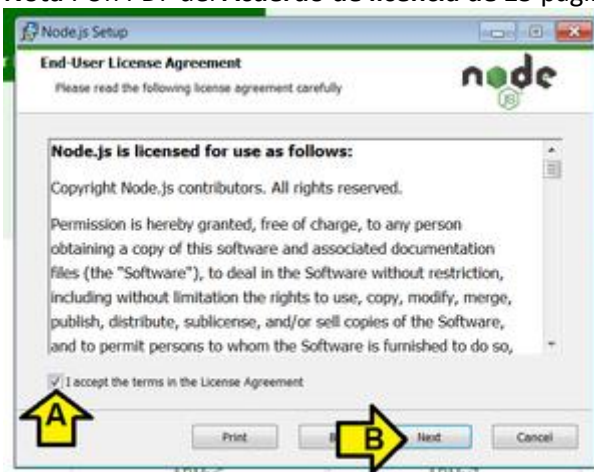 Node.js Setup
End-User License Agreement
Please read the following license agreement carefully
node
JS
Node.js is licensed for use as follows:
Copyright Node.js contributors. All rights reserved.
Permission is hereby granted, free of charge, to any person
obtaining a copy of this software and associated documentation
files (the "Software"), to deal in the Software without restriction,
including without limitation the rights to use, copy, modify, merge,
publish, distribute, sublicense, and/or sell copies of the Software,
and to permit persons to whom the Software is furnished to do so,
I accept the terms in the License Agreement
A
Print
B
Next
Cancel